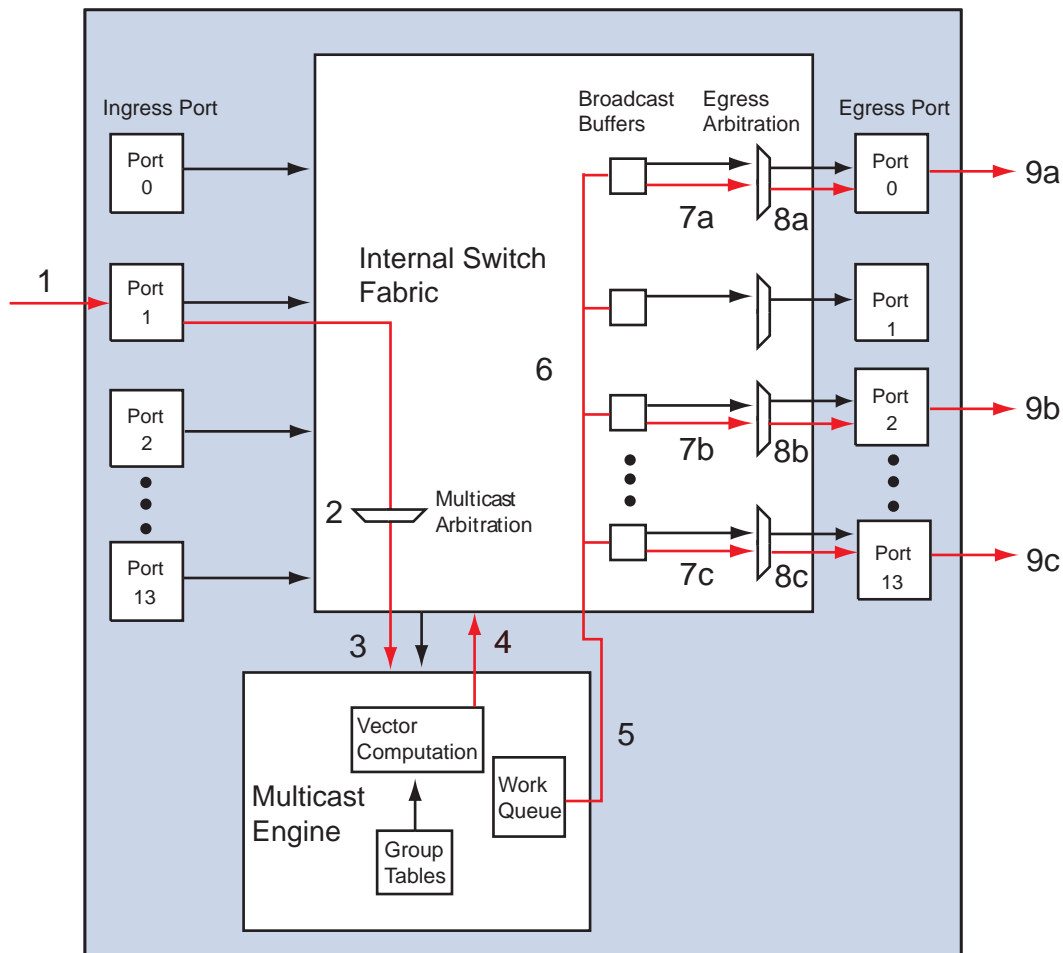 Ingress Port
Broadcast
Buffers
Egress
Arbitration
Egress Port
Port
0
Port
0
9a
7a
8a
1
Port
1
Internal Switch
Fabric
Port
1
6
Port
2
Port
2
9b
7b
8b
2
Multicast
Arbitration
Port
13
Port
13
9c
7c
8c
3
4
5
Vector
Computation
Work
Queue
Multicast
Engine
Group
Tables